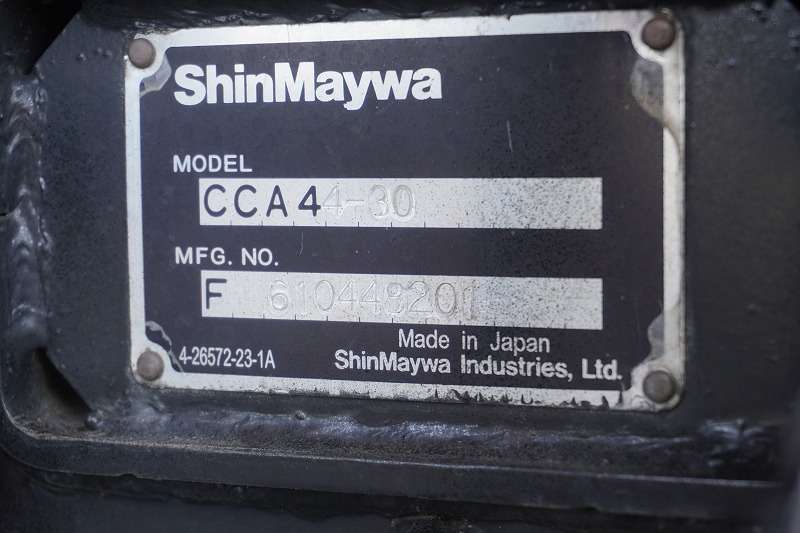 ShinMaywa
MODEL
CCA44-30
MFG. NO.
F 610448201
Made in Japan
4-26572-23-1A
ShinMaywa Industries, Ltd.